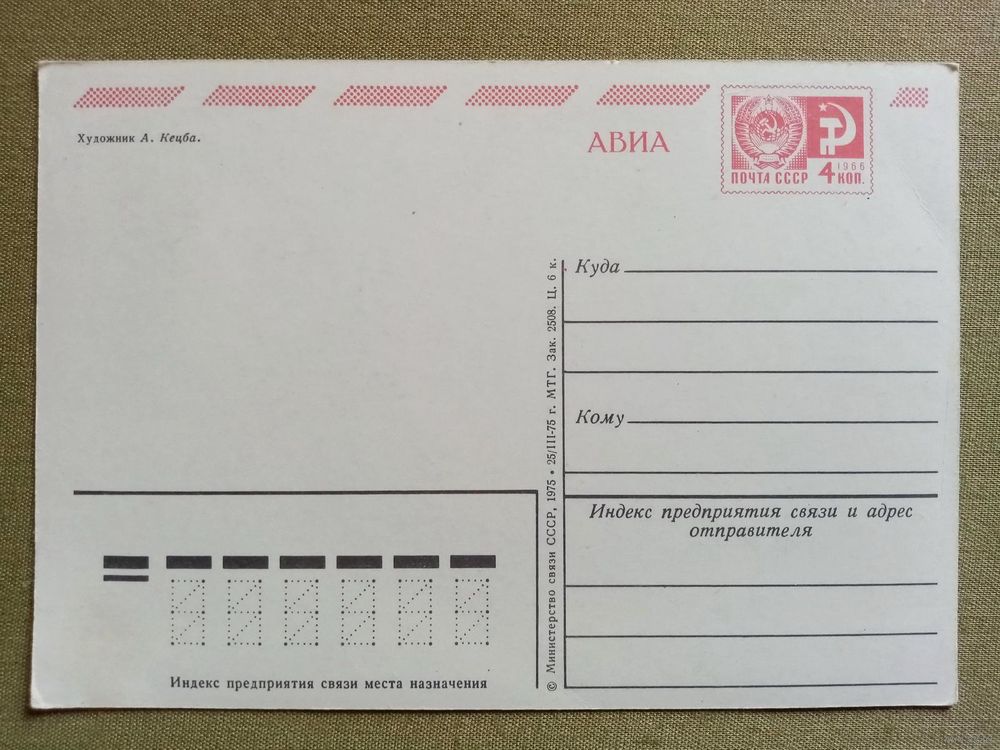 Художник А. Кецба.
АВИА
1966
ПОЧТА СССР 4 КОП.
Куда
Кому
© Министерство связи СССР, 1975 • 25/III-75 г. МТГ. Зак. 2508. Ц. 6 к.
Индекс предприятия связи и адрес
отправителя
Индекс предприятия связи места назначения